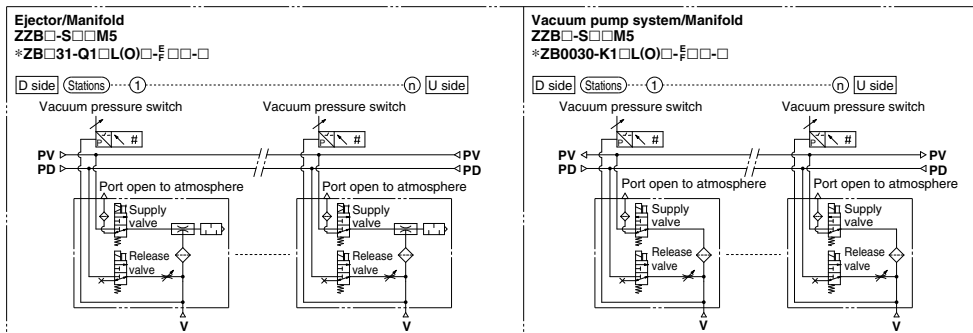 Ejector/Manifold
ZZB□-S□□M5
*ZB□31-Q1□L(O)□-E/F□□-□
D side Stations 1 n U side
Vacuum pressure switch Vacuum pressure switch
P # P #
PV PV
PD PD
Port open to atmosphere Port open to atmosphere
Supply valve Supply valve
Release valve Release valve
V V
Vacuum pump system/Manifold
ZZB□-S□□M5
*ZB0030-K1□L(O)□-E/F□□-□
D side Stations 1 n U side
Vacuum pressure switch Vacuum pressure switch
P # P #
PV PV
PD PD
Port open to atmosphere Port open to atmosphere
Supply valve Supply valve
Release valve Release valve
V V